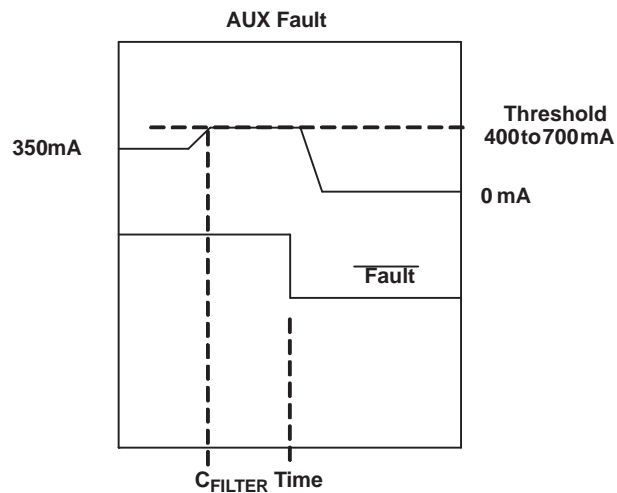 AUX Fault
Threshold
400to700mA
350mA
0 mA
Fault
CFILTER Time